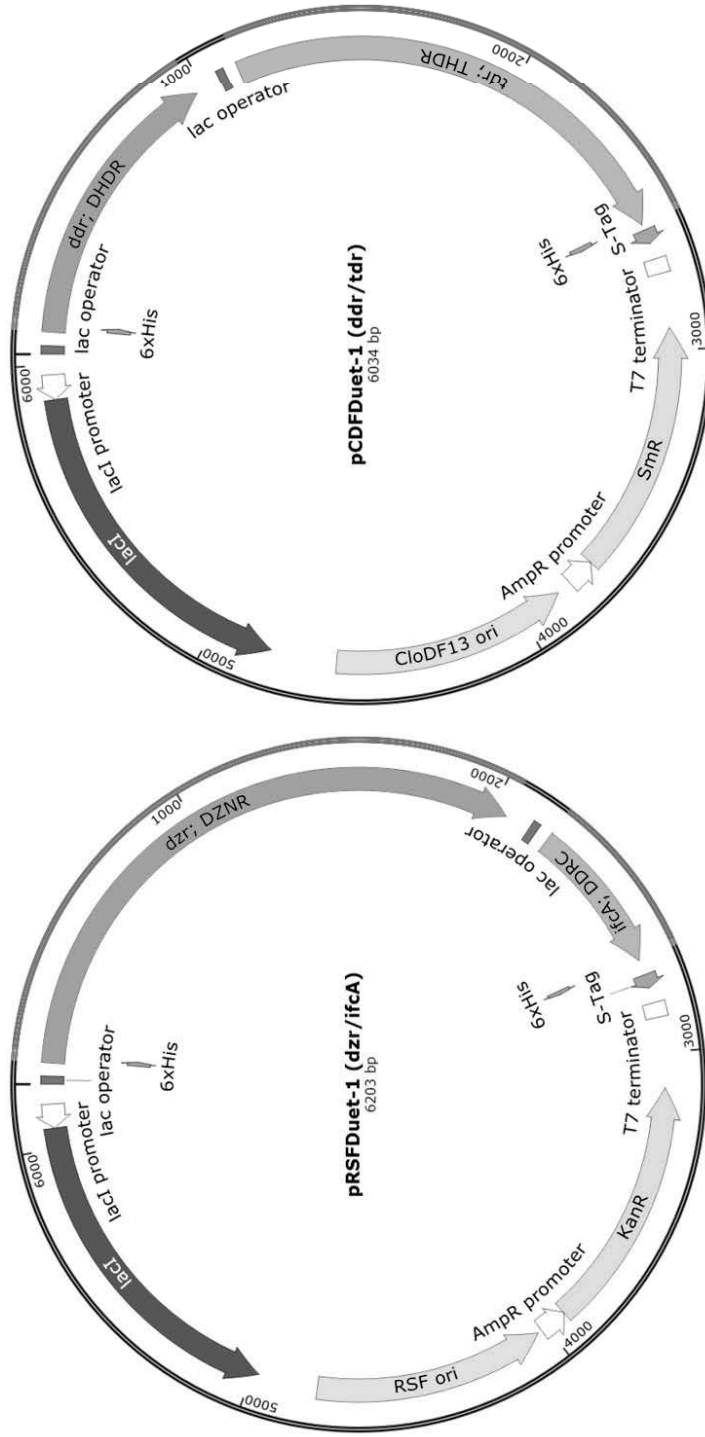 6000
1000
2000
3000
4000
5000
lac operator
6xHis
dzr; DZNR
lac operator
ifcA; DDRC
6xHis
S-Tag
T7 terminator
KanR
AmpR promoter
RSF ori
lacI
lacI promoter
pRSFDuet-1 (dzr/ifcA)
6203 bp
6000
1000
2000
3000
4000
5000
lac operator
6xHis
ddr; DHDR
lac operator
tdr; THDR
6xHis
S-Tag
T7 terminator
SmR
AmpR promoter
CloDF13 ori
lacI
lacI promoter
pCDFDuet-1 (ddr/tdr)
6034 bp